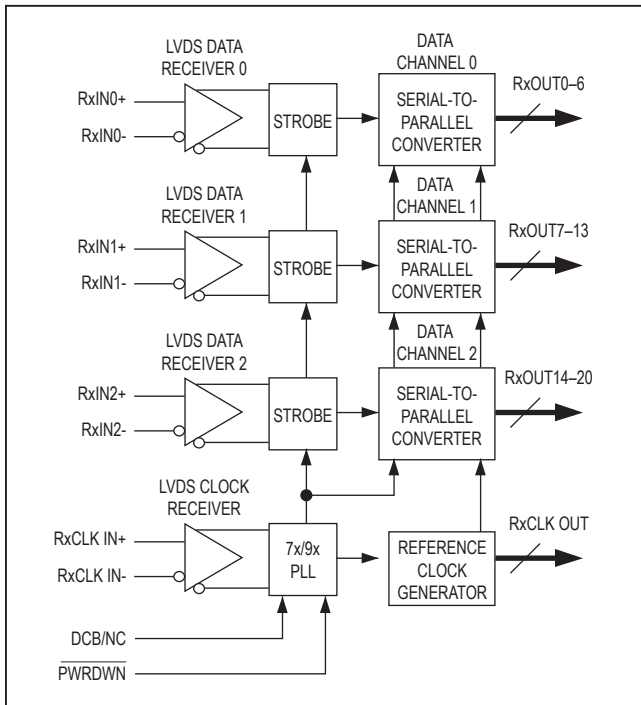 LVDS DATA
RECEIVER 0
RxIN0+
RxIN0-
STROBE
DATA
CHANNEL 0
SERIAL-TO-
PARALLEL
CONVERTER
RxOUT0–6
LVDS DATA
RECEIVER 1
RxIN1+
RxIN1-
STROBE
DATA
CHANNEL 1
SERIAL-TO-
PARALLEL
CONVERTER
RxOUT7–13
LVDS DATA
RECEIVER 2
RxIN2+
RxIN2-
STROBE
DATA
CHANNEL 2
SERIAL-TO-
PARALLEL
CONVERTER
RxOUT14–20
LVDS CLOCK
RECEIVER
RxCLK IN+
RxCLK IN-
7x/9x
PLL
REFERENCE
CLOCK
GENERATOR
RxCLK OUT
DCB/NC
PWRDWN